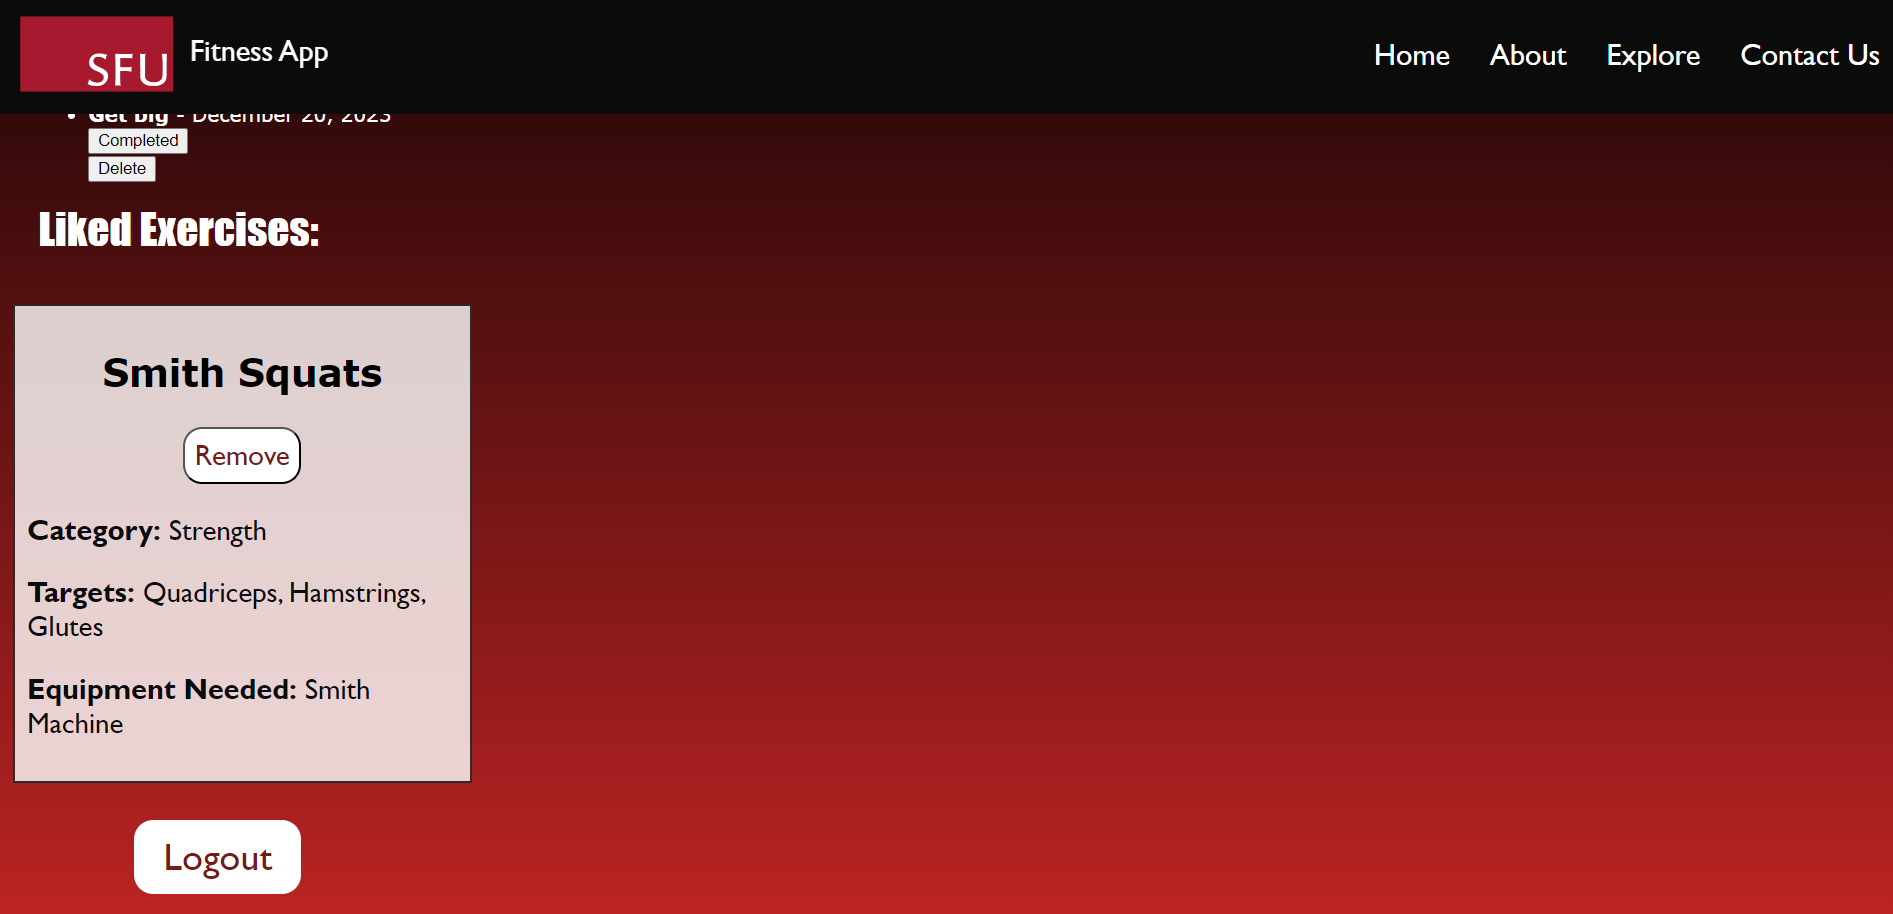 SFU
Fitness App
Home
About
Explore
Contact Us
Get big - December 20, 2023
Completed
Delete
Liked Exercises:
Smith Squats
Remove
Category: Strength
Targets: Quadriceps, Hamstrings,
Glutes
Equipment Needed: Smith
Machine
Logout